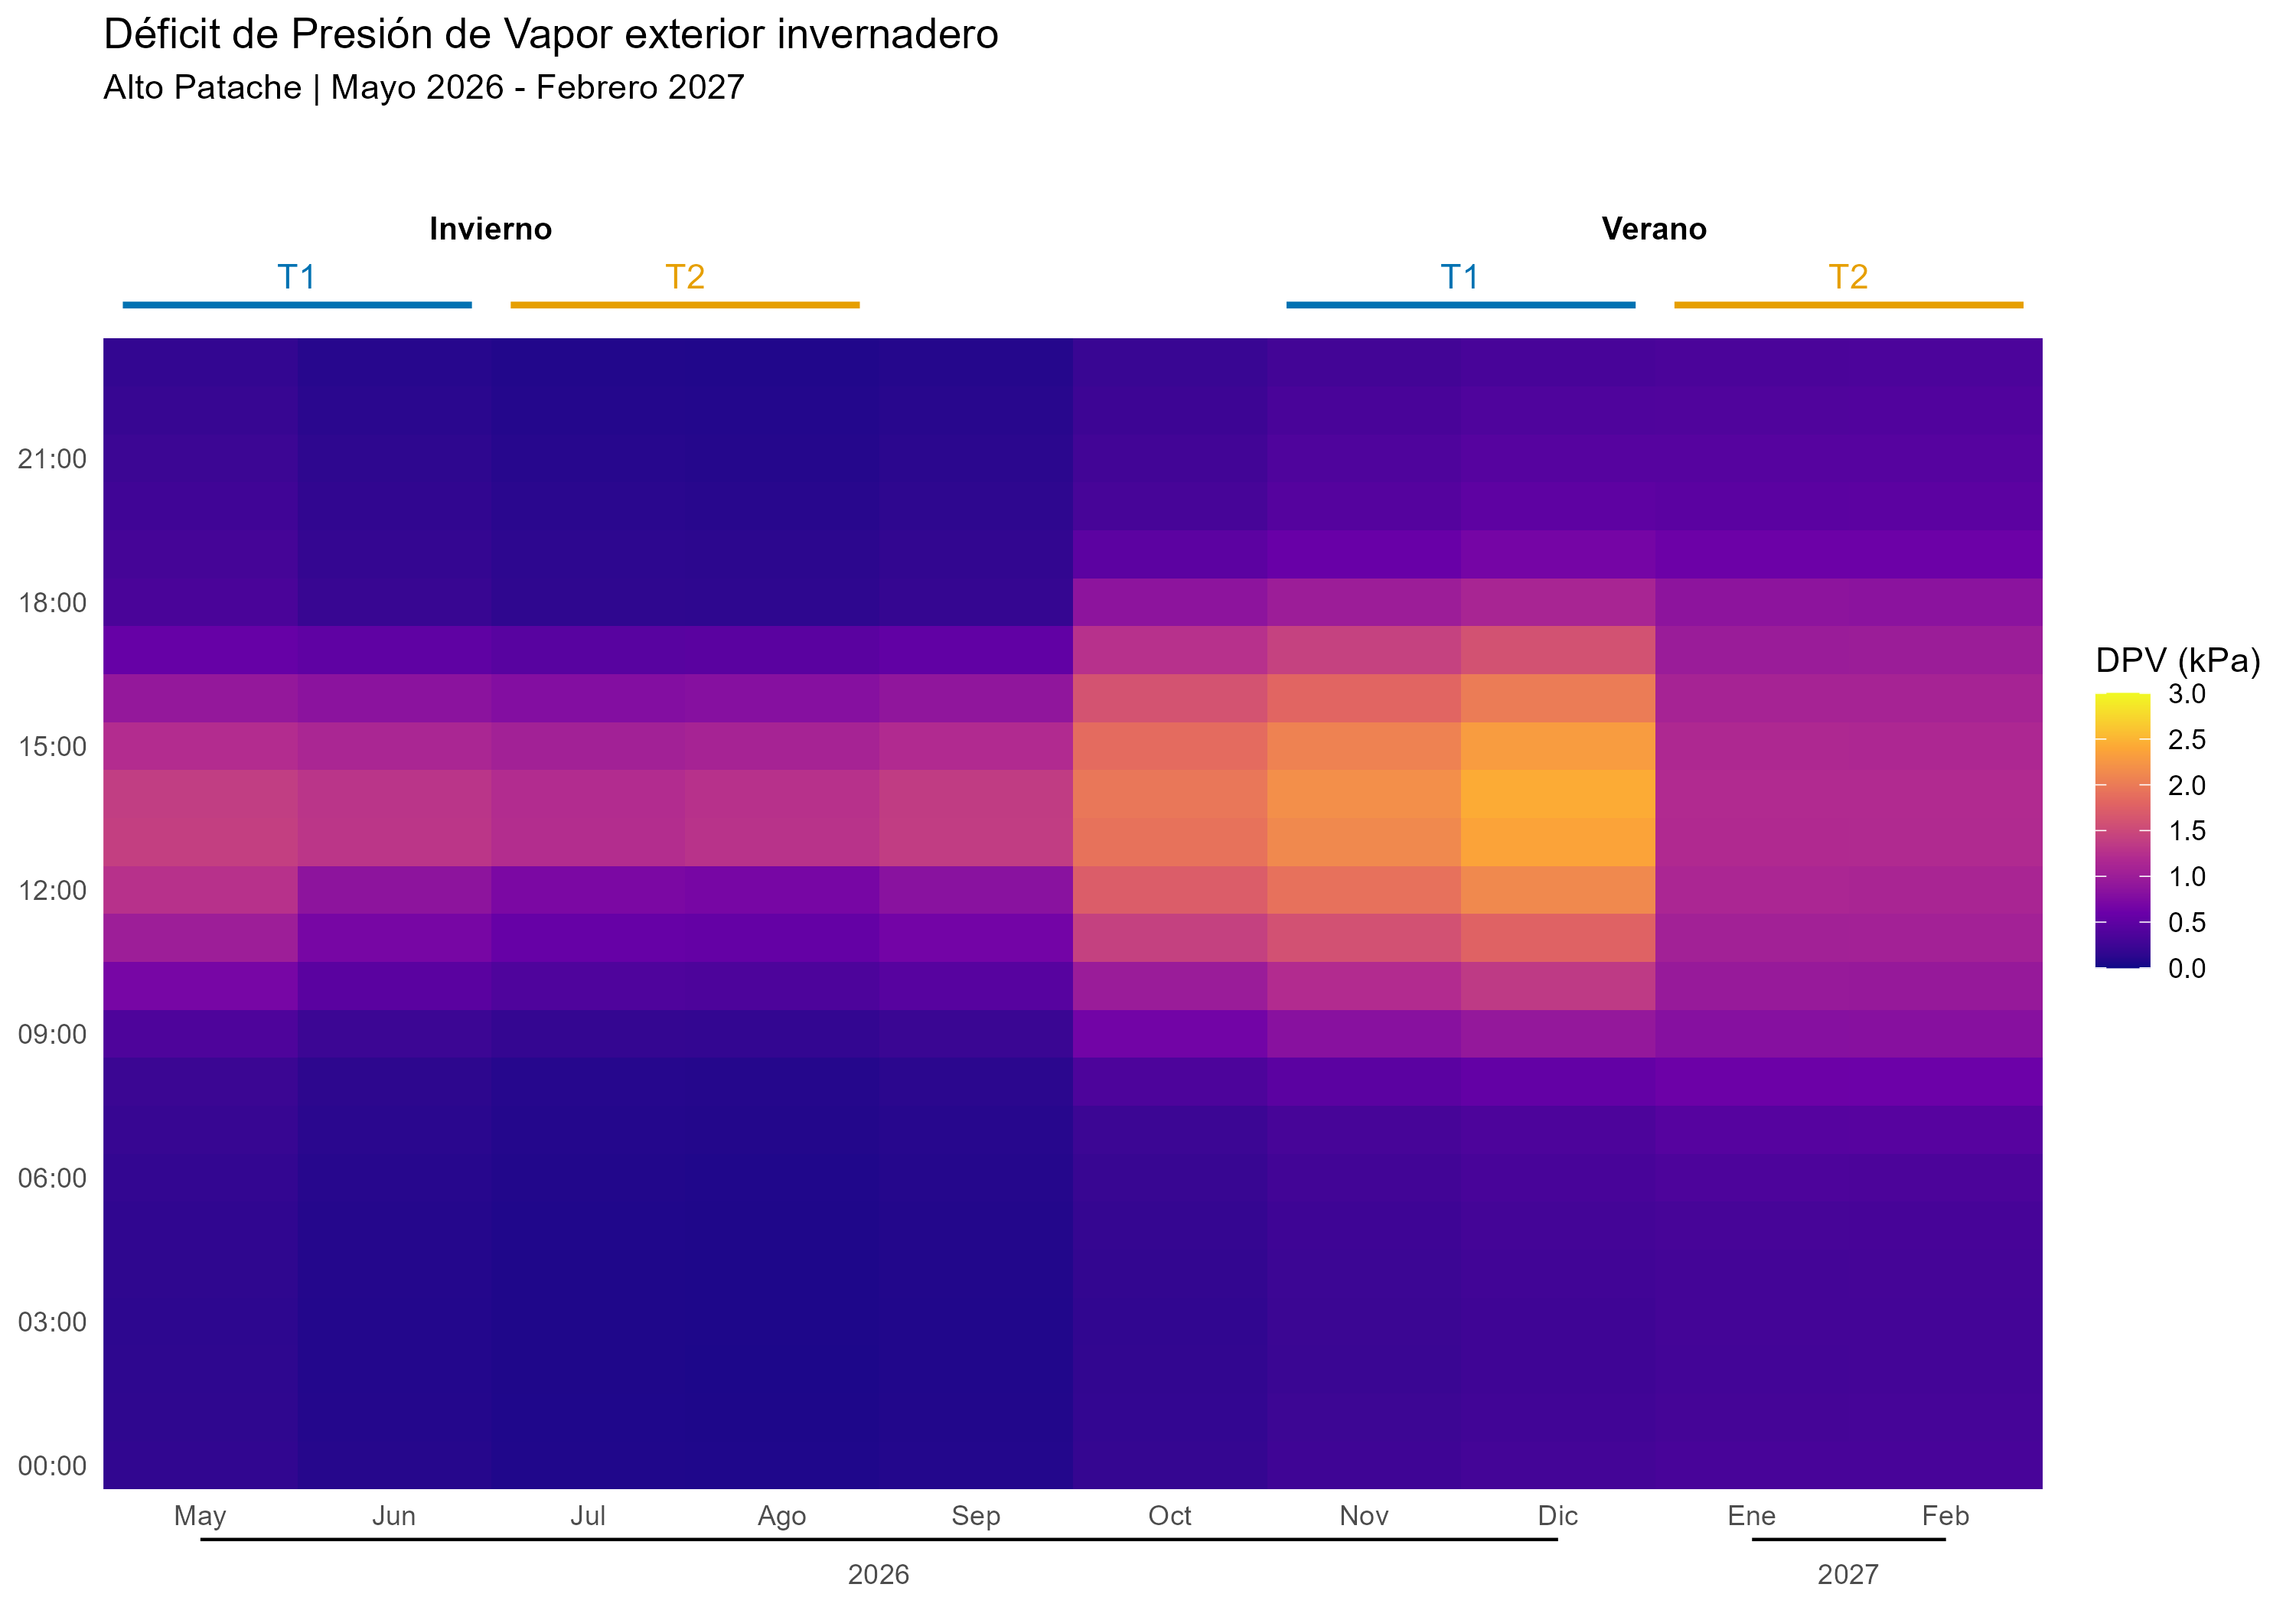 Déficit de Presión de Vapor exterior invernadero
Alto Patache | Mayo 2026 - Febrero 2027
Invierno
Verano
T1
T2
T1
T2
21:00
18:00
15:00
12:00
09:00
06:00
03:00
00:00
DPV (kPa)
3.0
2.5
2.0
1.5
1.0
0.5
0.0
May
Jun
Jul
Ago
Sep
Oct
Nov
Dic
Ene
Feb
2026
2027